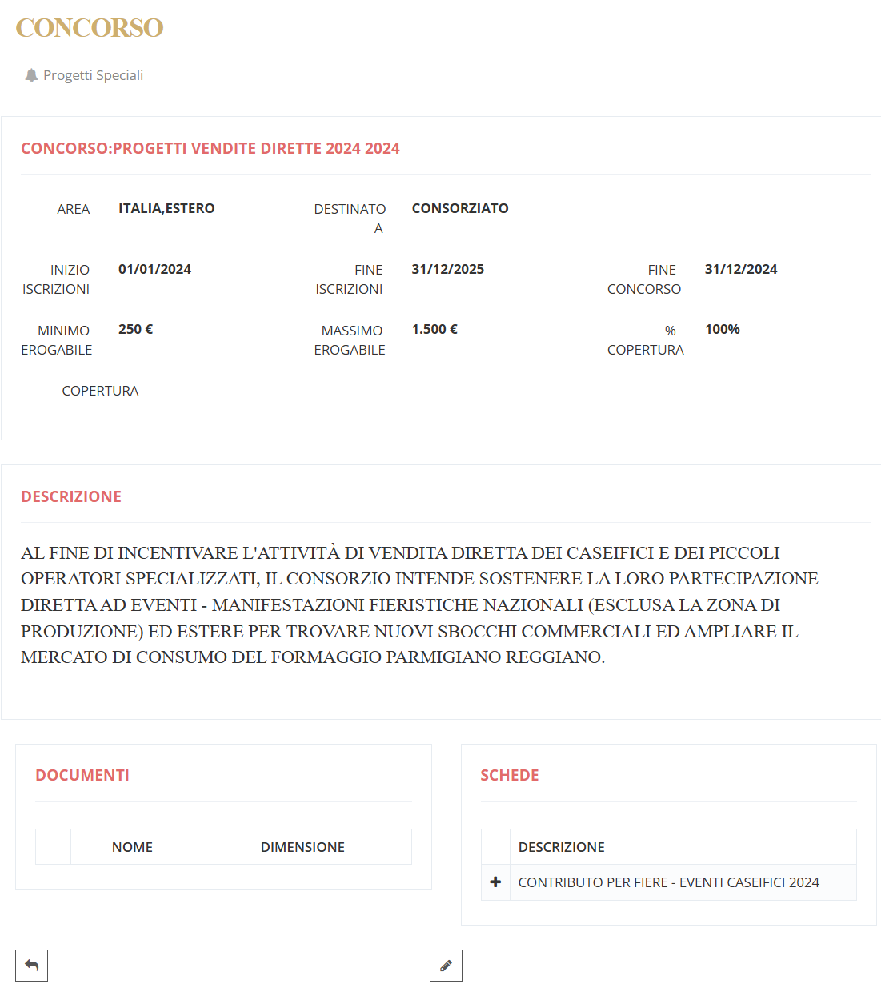 CONCORSO
Progetti Speciali
CONCORSO:PROGETTI VENDITE DIRETTE 2024 2024
AREA
ITALIA,ESTERO
DESTINATO
A
CONSORZIATO
INIZIO
ISCRIZIONI
01/01/2024
FINE
ISCRIZIONI
31/12/2025
FINE
CONCORSO
31/12/2024
MINIMO
EROGABILE
250 €
MASSIMO
EROGABILE
1.500 €
%
COPERTURA
100%
COPERTURA
DESCRIZIONE
AL FINE DI INCENTIVARE L'ATTIVITÀ DI VENDITA DIRETTA DEI CASEIFICI E DEI PICCOLI
OPERATORI SPECIALIZZATI, IL CONSORZIO INTENDE SOSTENERE LA LORO PARTECIPAZIONE
DIRETTA AD EVENTI - MANIFESTAZIONI FIERISTICHE NAZIONALI (ESCLUSA LA ZONA DI
PRODUZIONE) ED ESTERE PER TROVARE NUOVI SBOCCHI COMMERCIALI ED AMPLIARE IL
MERCATO DI CONSUMO DEL FORMAGGIO PARMIGIANO REGGIANO.
DOCUMENTI
NOME
DIMENSIONE
SCHEDE
DESCRIZIONE
CONTRIBUTO PER FIERE - EVENTI CASEIFICI 2024